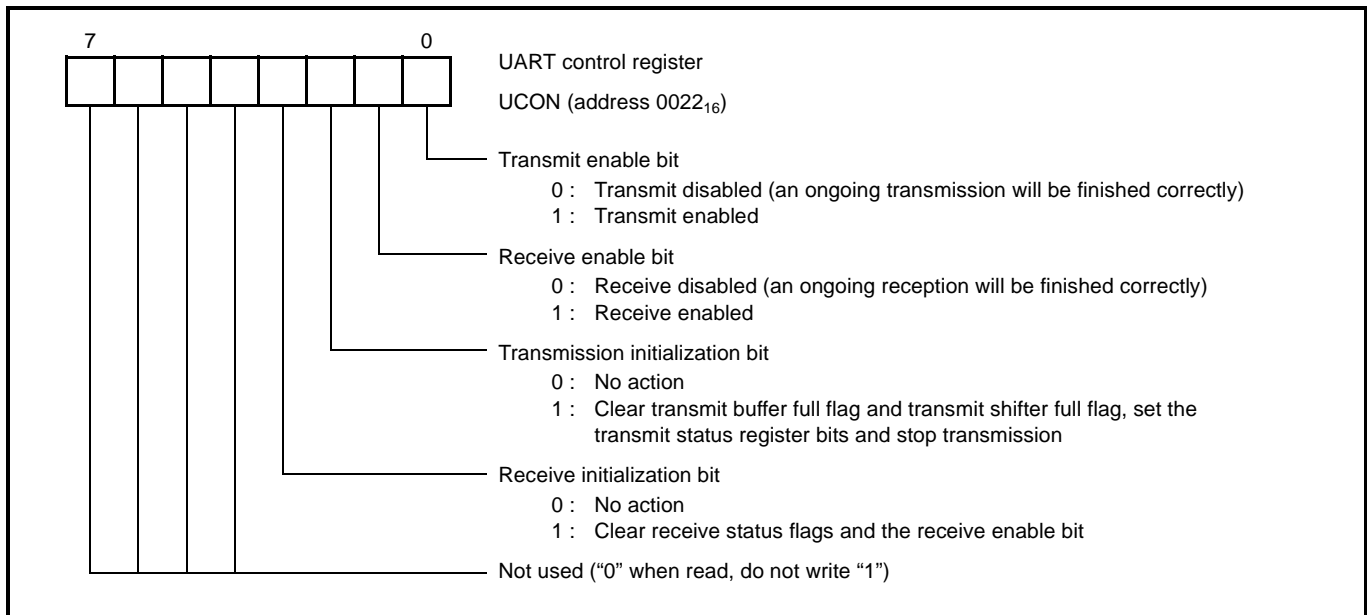 7 0
UART control register
UCON (address 0022₁₆)
Transmit enable bit
0 : Transmit disabled (an ongoing transmission will be finished correctly)
1 : Transmit enabled
Receive enable bit
0 : Receive disabled (an ongoing reception will be finished correctly)
1 : Receive enabled
Transmission initialization bit
0 : No action
1 : Clear transmit buffer full flag and transmit shifter full flag, set the
transmit status register bits and stop transmission
Receive initialization bit
0 : No action
1 : Clear receive status flags and the receive enable bit
Not used (“0” when read, do not write “1”)